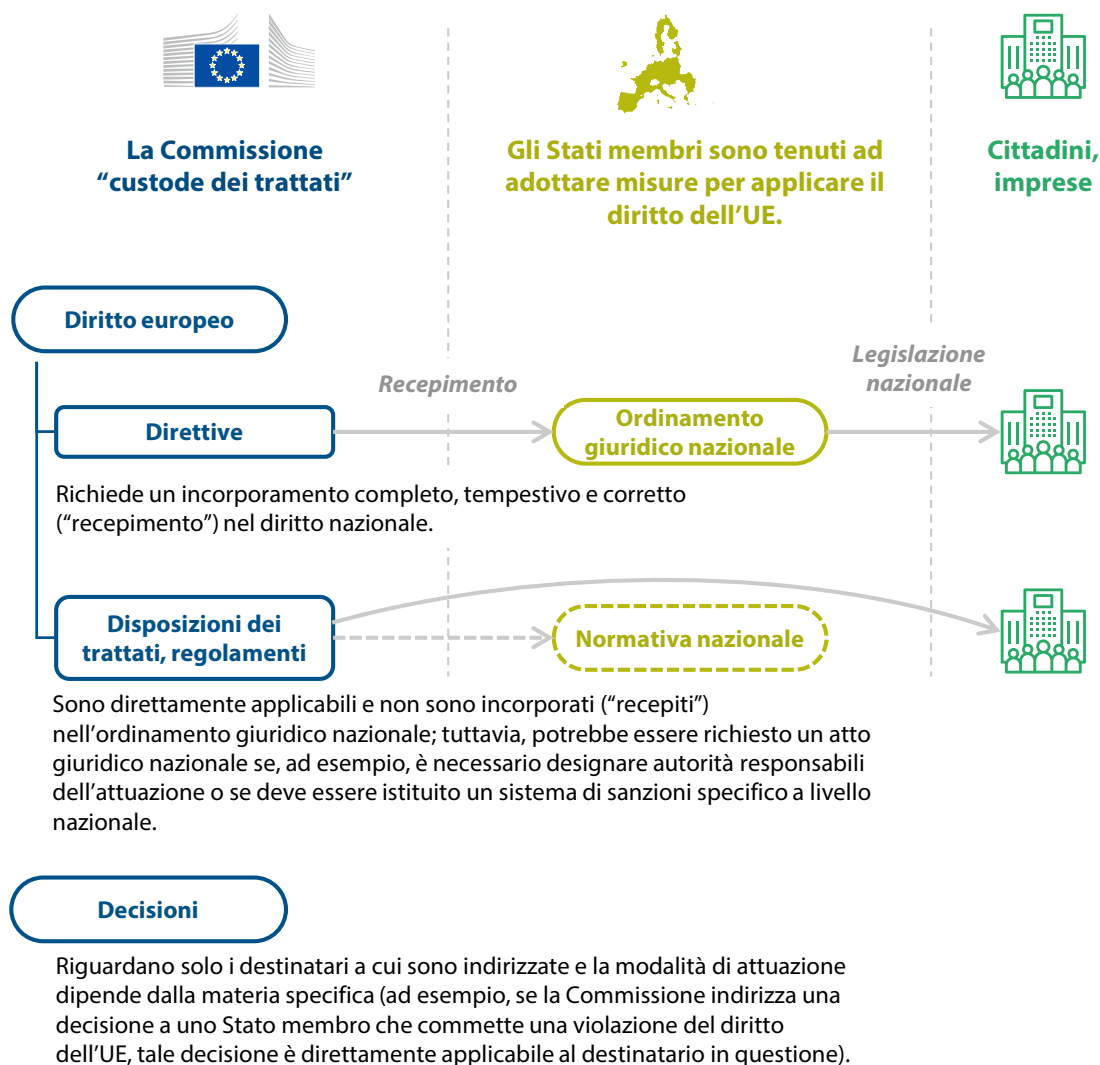 La Commissione
“custode dei trattati”
Gli Stati membri sono tenuti ad
adottare misure per applicare il
diritto dell’UE.
Cittadini,
imprese
Diritto europeo
Recepimento
Legislazione
nazionale
Direttive
Ordinamento
giuridico nazionale
Richiede un incorporamento completo, tempestivo e corretto
(“recepimento”) nel diritto nazionale.
Disposizioni dei
trattati, regolamenti
Normativa nazionale
Sono direttamente applicabili e non sono incorporati (“recepiti”)
nell’ordinamento giuridico nazionale; tuttavia, potrebbe essere richiesto un atto
giuridico nazionale se, ad esempio, è necessario designare autorità responsabili
dell’attuazione o se deve essere istituito un sistema di sanzioni specifico a livello
nazionale.
Decisioni
Riguardano solo i destinatari a cui sono indirizzate e la modalità di attuazione
dipende dalla materia specifica (ad esempio, se la Commissione indirizza una
decisione a uno Stato membro che commette una violazione del diritto
dell’UE, tale decisione è direttamente applicabile al destinatario in questione).